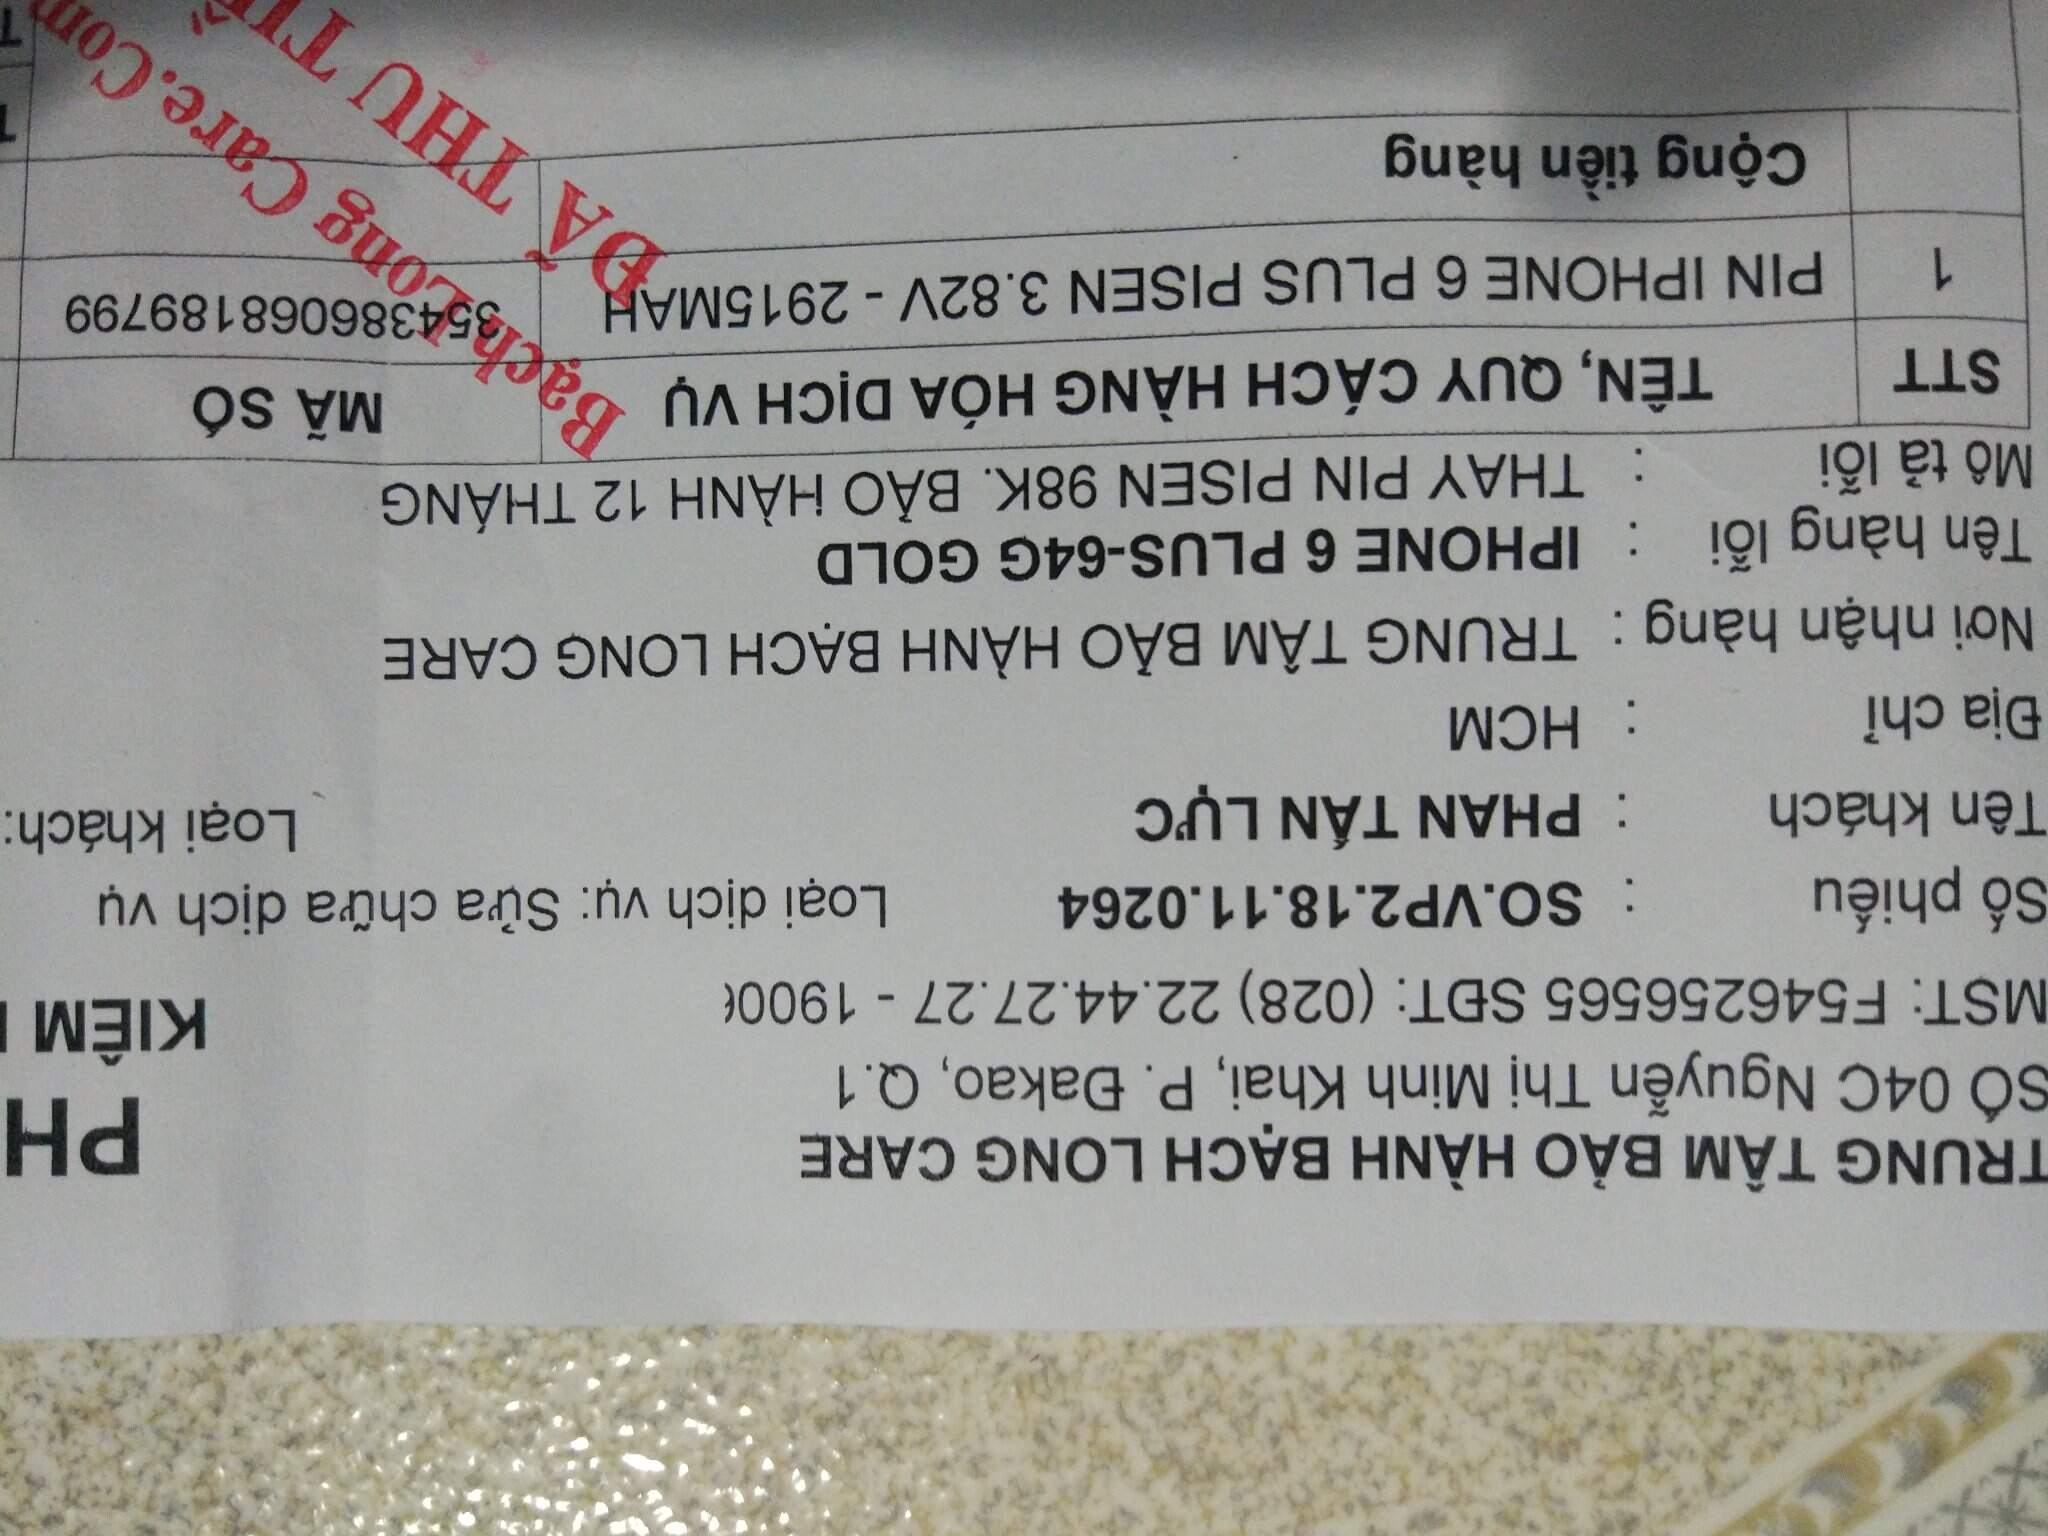 TRUNG TÂM BẢO HÀNH BẠCH LONG CARE
SỐ 04C Nguyễn Thị Minh Khai, P. Đakao, Q.1
PH
MST: F5462565565 SĐT: (028) 22.44.27.27 - 1900
KIÊM
Số phiếu : SO.VP2.18.11.0264 Loại dịch vụ: Sửa chữa dịch vụ
Tên khách : PHAN TẤN LỰC Loại khách:
Địa chỉ : HCM
Nơi nhận hàng : TRUNG TÂM BẢO HÀNH BẠCH LONG CARE
Tên hàng lỗi : IPHONE 6 PLUS-64G GOLD
Mô tả lỗi : THAY PIN PISEN 98K. BẢO HÀNH 12 THÁNG
STT TÊN, QUY CÁCH HÀNG HÓA DỊCH VỤ MÃ SỐ
1 PIN IPHONE 6 PLUS PISEN 3.82V - 2915MAH 354386068189799
Cộng tiền hàng
BạchLong Care.Com
ĐÃ THU TIỀ